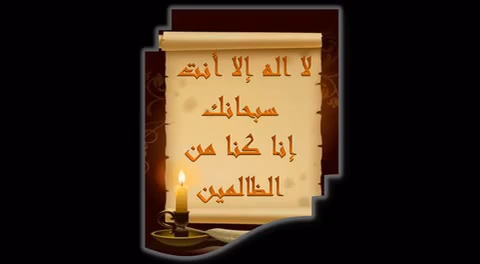 لا اله إلا أنت
سبحانك
إنا كنا من
الظالمين